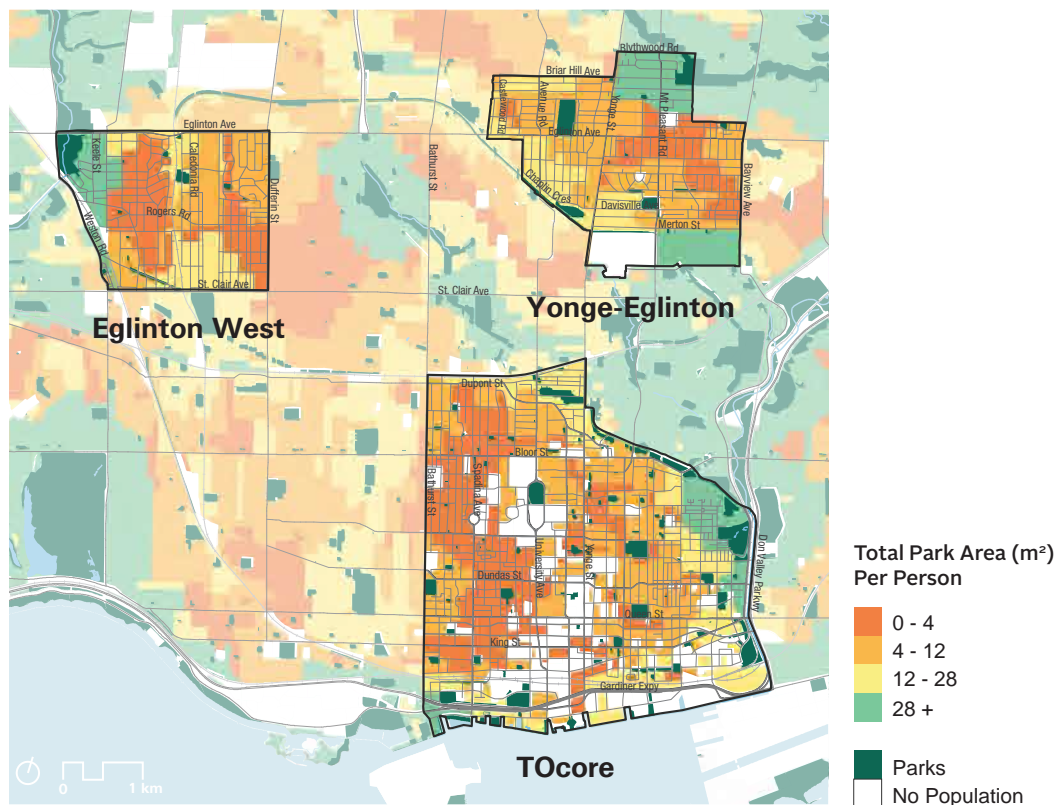 Blythwood Rd
Briar Hill Ave
Castlewood Rd
Avenue Rd
Yonge St
Mt Pleasant Rd
Eglinton Ave
Eglinton Ave
Keele St
Caledonia Rd
Dufferin St
Bathurst St
Bayview Ave
Chaplin Cres
Davisville Ave
Rogers Rd
Merton St
Weston Rd
St. Clair Ave
St. Clair Ave
Yonge-Eglinton
Eglinton West
Dupont St
Bloor St
Bathurst St
Spadina Ave
University Ave
Yonge St
Don Valley Parkwy
Dundas St
Queen St
King St
Gardiner Expy
TOcore
0 1 km
Total Park Area (m²)
Per Person
0 - 4
4 - 12
12 - 28
28 +
Parks
No Population